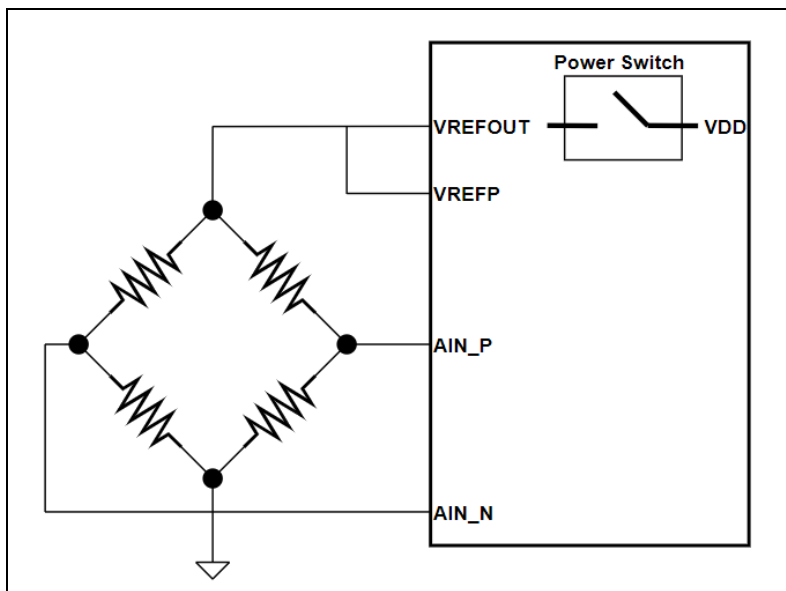 Power Switch
VREFOUT
VDD
VREFP
AIN_P
AIN_N